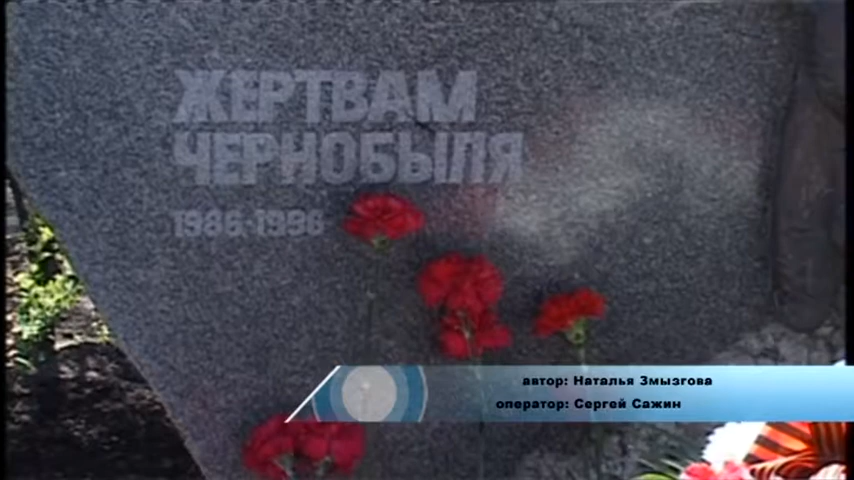 ЖЕРТВАМ
ЧЕРНОБЫЛЯ
1986-1996
автор: Наталья Змызгова
оператор: Сергей Сажин